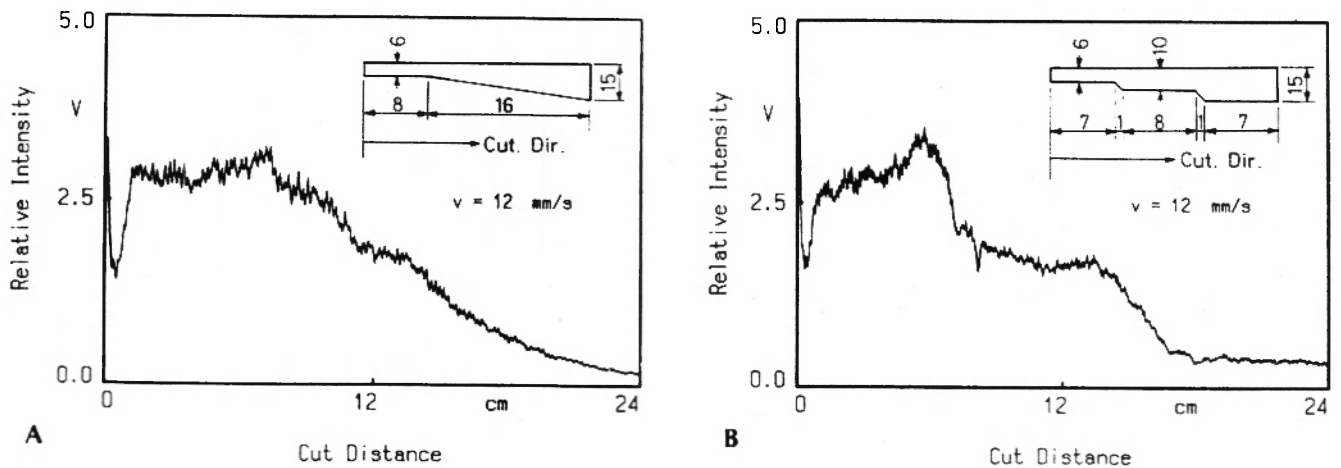 5.0
Relative Intensity
V
2.5
0.0
0
12
cm
24
Cut Distance
6
15
8
16
Cut. Dir.
v = 12 mm/s
A
5.0
Relative Intensity
V
2.5
0.0
0
12
cm
24
Cut Distance
6
10
15
7
1
8
1
7
Cut. Dir.
v = 12 mm/s
B